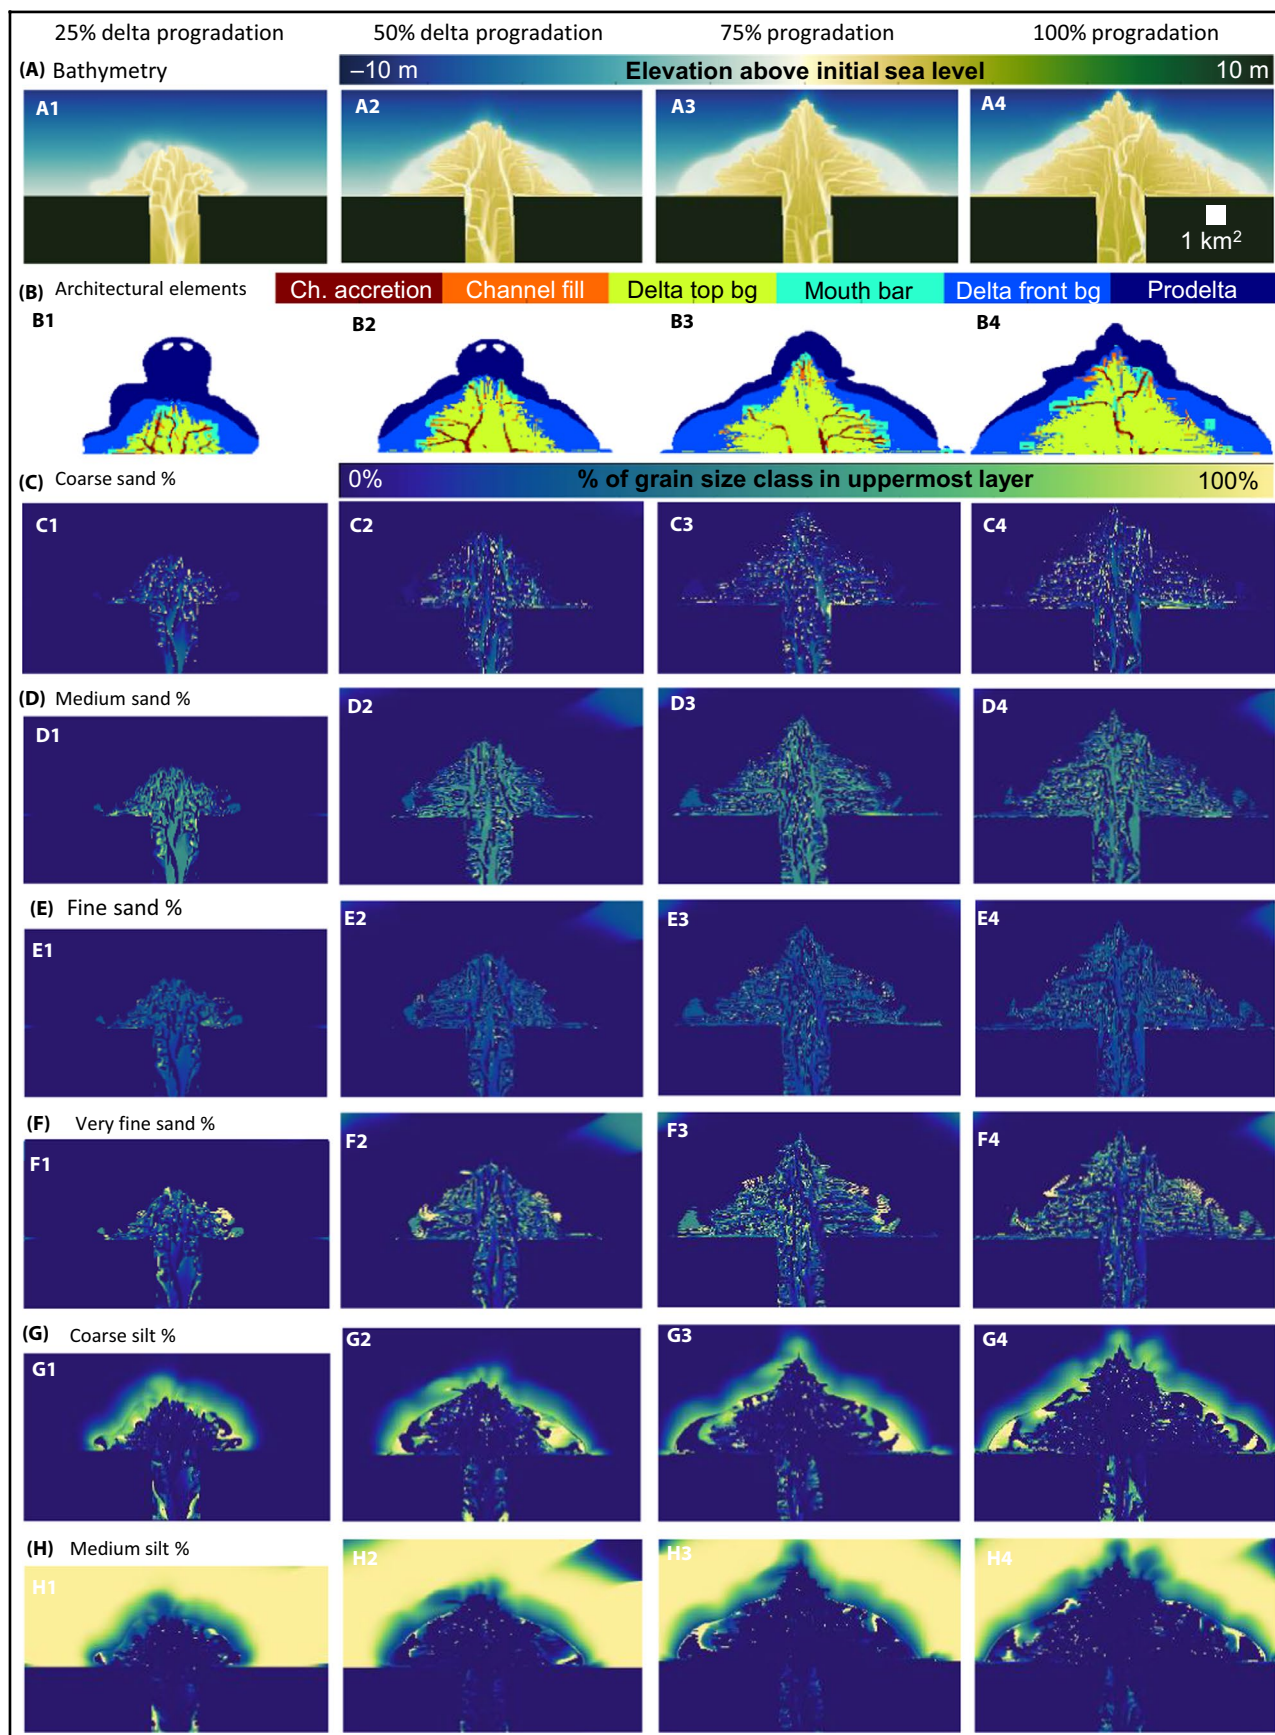 25% delta progradation 50% delta progradation 75% progradation 100% progradation
(A) Bathymetry –10 m Elevation above initial sea level 10 m
A1 A2 A3 A4
1 km²
(B) Architectural elements Ch. accretion Channel fill Delta top bg Mouth bar Delta front bg Prodelta
B1 B2 B3 B4
(C) Coarse sand % 0% % of grain size class in uppermost layer 100%
C1 C2 C3 C4
(D) Medium sand %
D1 D2 D3 D4
(E) Fine sand %
E1 E2 E3 E4
(F) Very fine sand %
F1 F2 F3 F4
(G) Coarse silt %
G1 G2 G3 G4
(H) Medium silt %
H1 H2 H3 H4